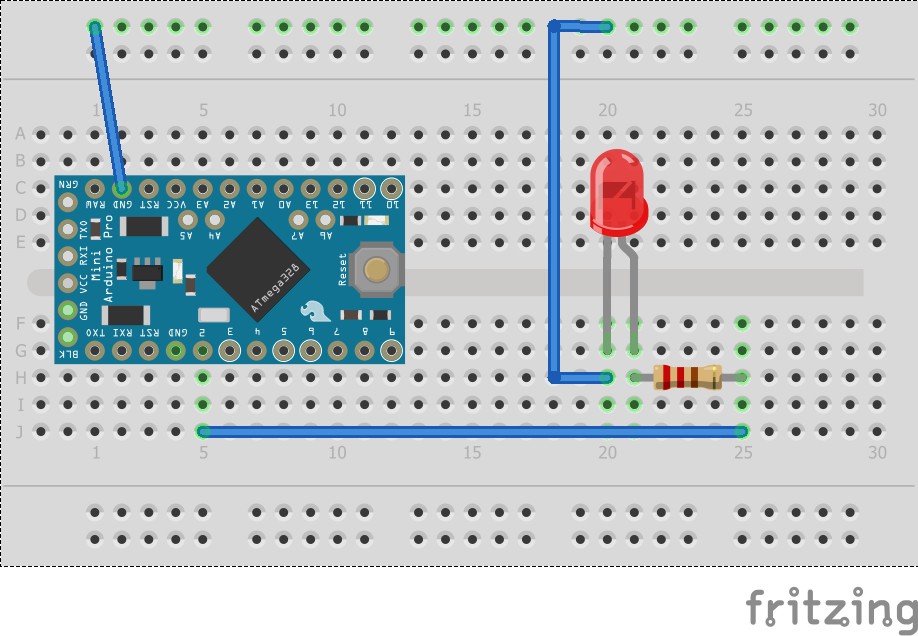 1 5 10 15 20 25 30
A
B
C
D
E
F
G
H
I
J
GRN
RAW GND RST VCC A3 A2 A1 A0 13 12 11 10
A5 A4 A7 A6
TXO
RXI
VCC
GND
BLK
Arduino Pro
Mini
ATmega328
Reset
TXO RXI RST GND 2 3 4 5 6 7 8 9
1 5 10 15 20 25 30
fritzing